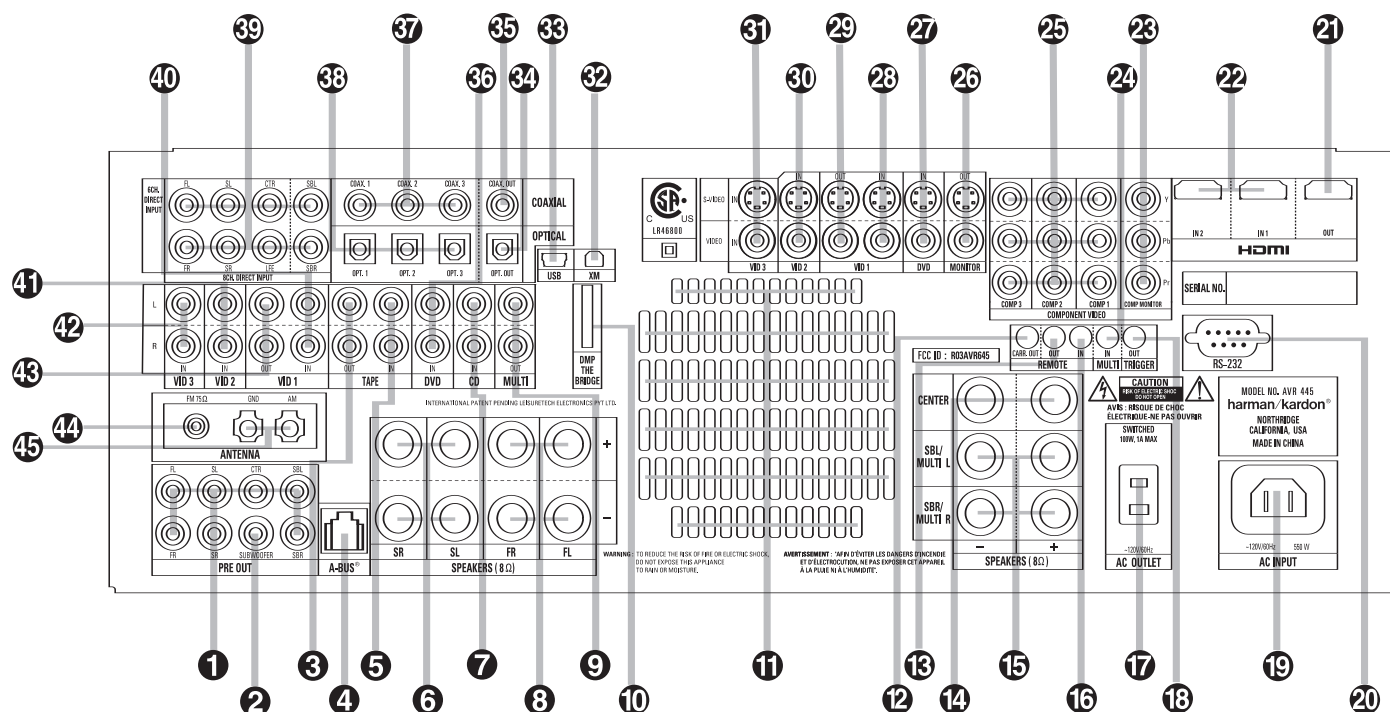 31 29 27 25 23 21
39 37 35 33
40 38 36 34 32 30 28 26 24 22
6CH. DIRECT INPUT
FL SL CTR SBL
COAX. 1 COAX. 2 COAX. 3 COAX. OUT
COAXIAL
OPTICAL
FR SR LFE SBR
8CH. DIRECT INPUT
OPT. 1 OPT. 2 OPT. 3 OPT. OUT
USB XM
C US
LR46800
S-VIDEO IN IN OUT IN IN OUT
VIDEO IN
VID 3 VID 2 VID 1 DVD MONITOR
Y
Pb
Pr
COMP 3 COMP 2 COMP 1 COMP MONITOR
COMPONENT VIDEO
IN 2 IN 1 OUT
HDMI
SERIAL NO.
41
42
43
L
R
IN IN OUT IN OUT IN IN IN OUT
VID 3 VID 2 VID 1 TAPE DVD CD MULTI
DMP
THE
BRIDGE
INTERNATIONAL PATENT PENDING LEISURETECH ELECTRONICS PTY LTD.
FCC ID : R03AVR645
CARR. OUT OUT IN IN OUT
REMOTE MULTI TRIGGER
RS-232
44
45
FM 75Ω GND AM
ANTENNA
FL SL CTR SBL
FR SR SUBWOOFER SBR
PRE OUT
A-BUS®
+
−
SR SL FR FL
SPEAKERS ( 8Ω )
WARNING : TO REDUCE THE RISK OF FIRE OR ELECTRIC SHOCK,
DO NOT EXPOSE THIS APPLIANCE
TO RAIN OR MOISTURE.
AVERTISSEMENT : "AFIN D'ÉVITER LES DANGERS D'INCENDIE
ET D'ÉLECTROCUTION, NE PAS EXPOSER CET APPAREIL
À LA PLUIE NI À L'HUMIDITÉ".
CENTER
SBL/
MULTI L
SBR/
MULTI R
− +
SPEAKERS ( 8Ω )
CAUTION
RISK OF ELECTRIC SHOC
DO NOT OPEN
AVIS : RISQUE DE CHOC
ÉLECTRIQUE-NE PAS OUVRIR
SWITCHED
100W, 1A MAX
~120V/60Hz
AC OUTLET
MODEL NO. AVR 445
harman/kardon®
NORTHRIDGE
CALIFORNIA, USA
MADE IN CHINA
~120V/60Hz 550 W
AC INPUT
1 3 5 7 9 11 13 15 17 19
2 4 6 8 10 12 14 16 18 20